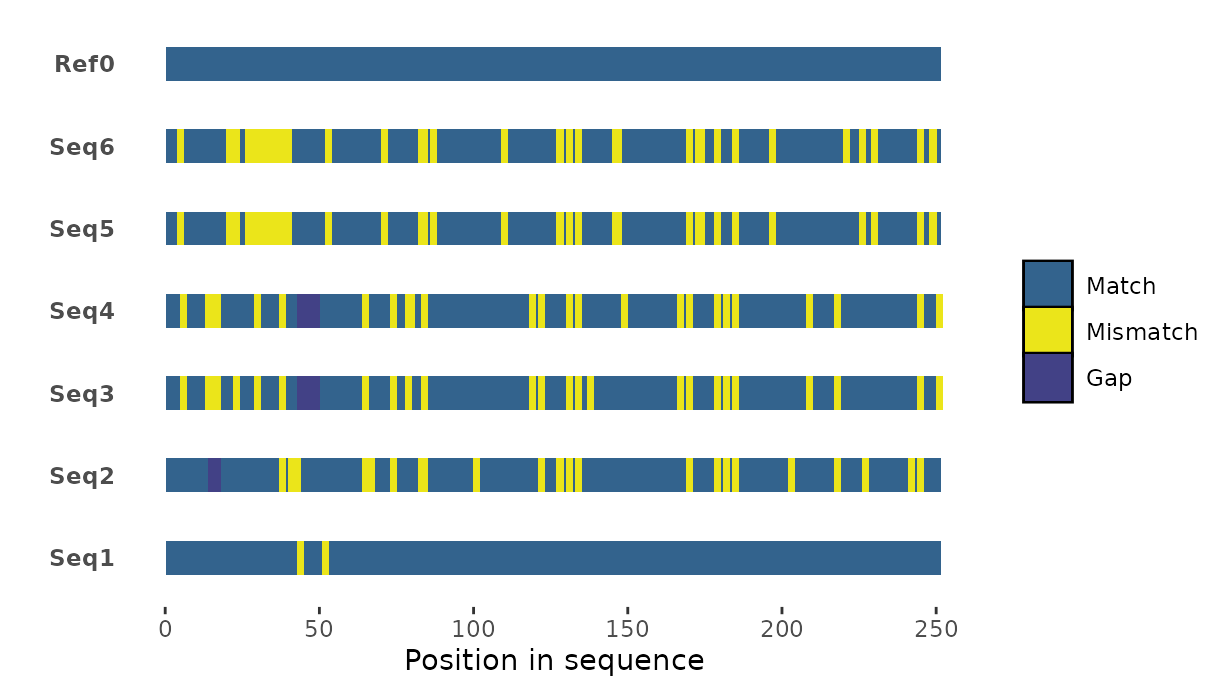 Ref0
Seq6
Seq5
Seq4
Seq3
Seq2
Seq1
0 50 100 150 200 250
Position in sequence
Match
Mismatch
Gap